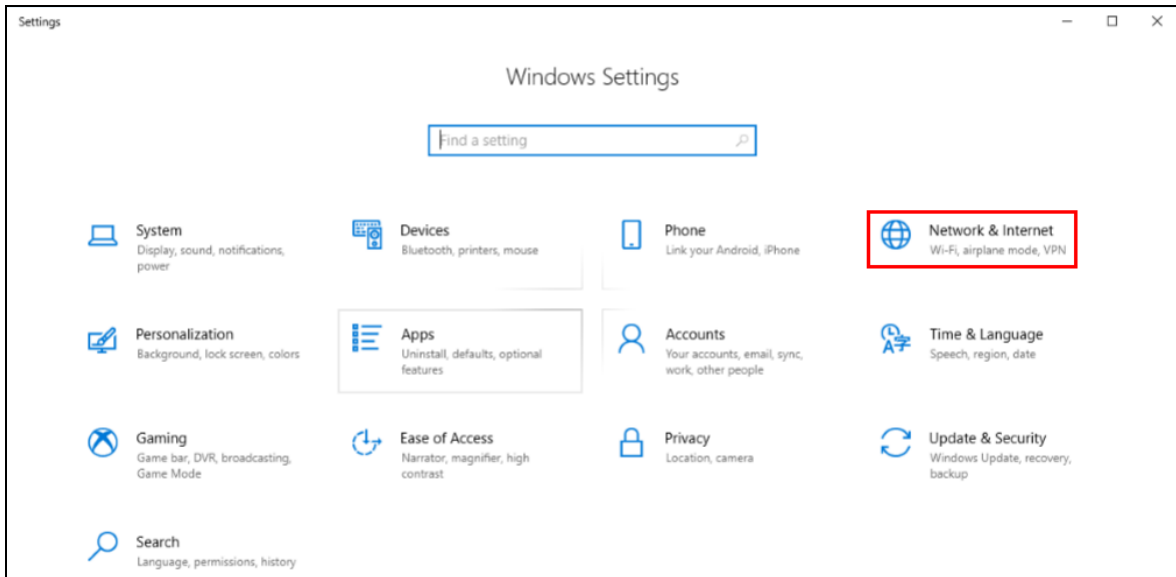 Settings
Windows Settings
Find a setting
System
Display, sound, notifications,
power
Devices
Bluetooth, printers, mouse
Phone
Link your Android, iPhone
Network & Internet
Wi-Fi, airplane mode, VPN
Personalization
Background, lock screen, colors
Apps
Uninstall, defaults, optional
features
Accounts
Your accounts, email, sync,
work, other people
Time & Language
Speech, region, date
Gaming
Game bar, DVR, broadcasting,
Game Mode
Ease of Access
Narrator, magnifier, high
contrast
Privacy
Location, camera
Update & Security
Windows Update, recovery,
backup
Search
Language, permissions, history